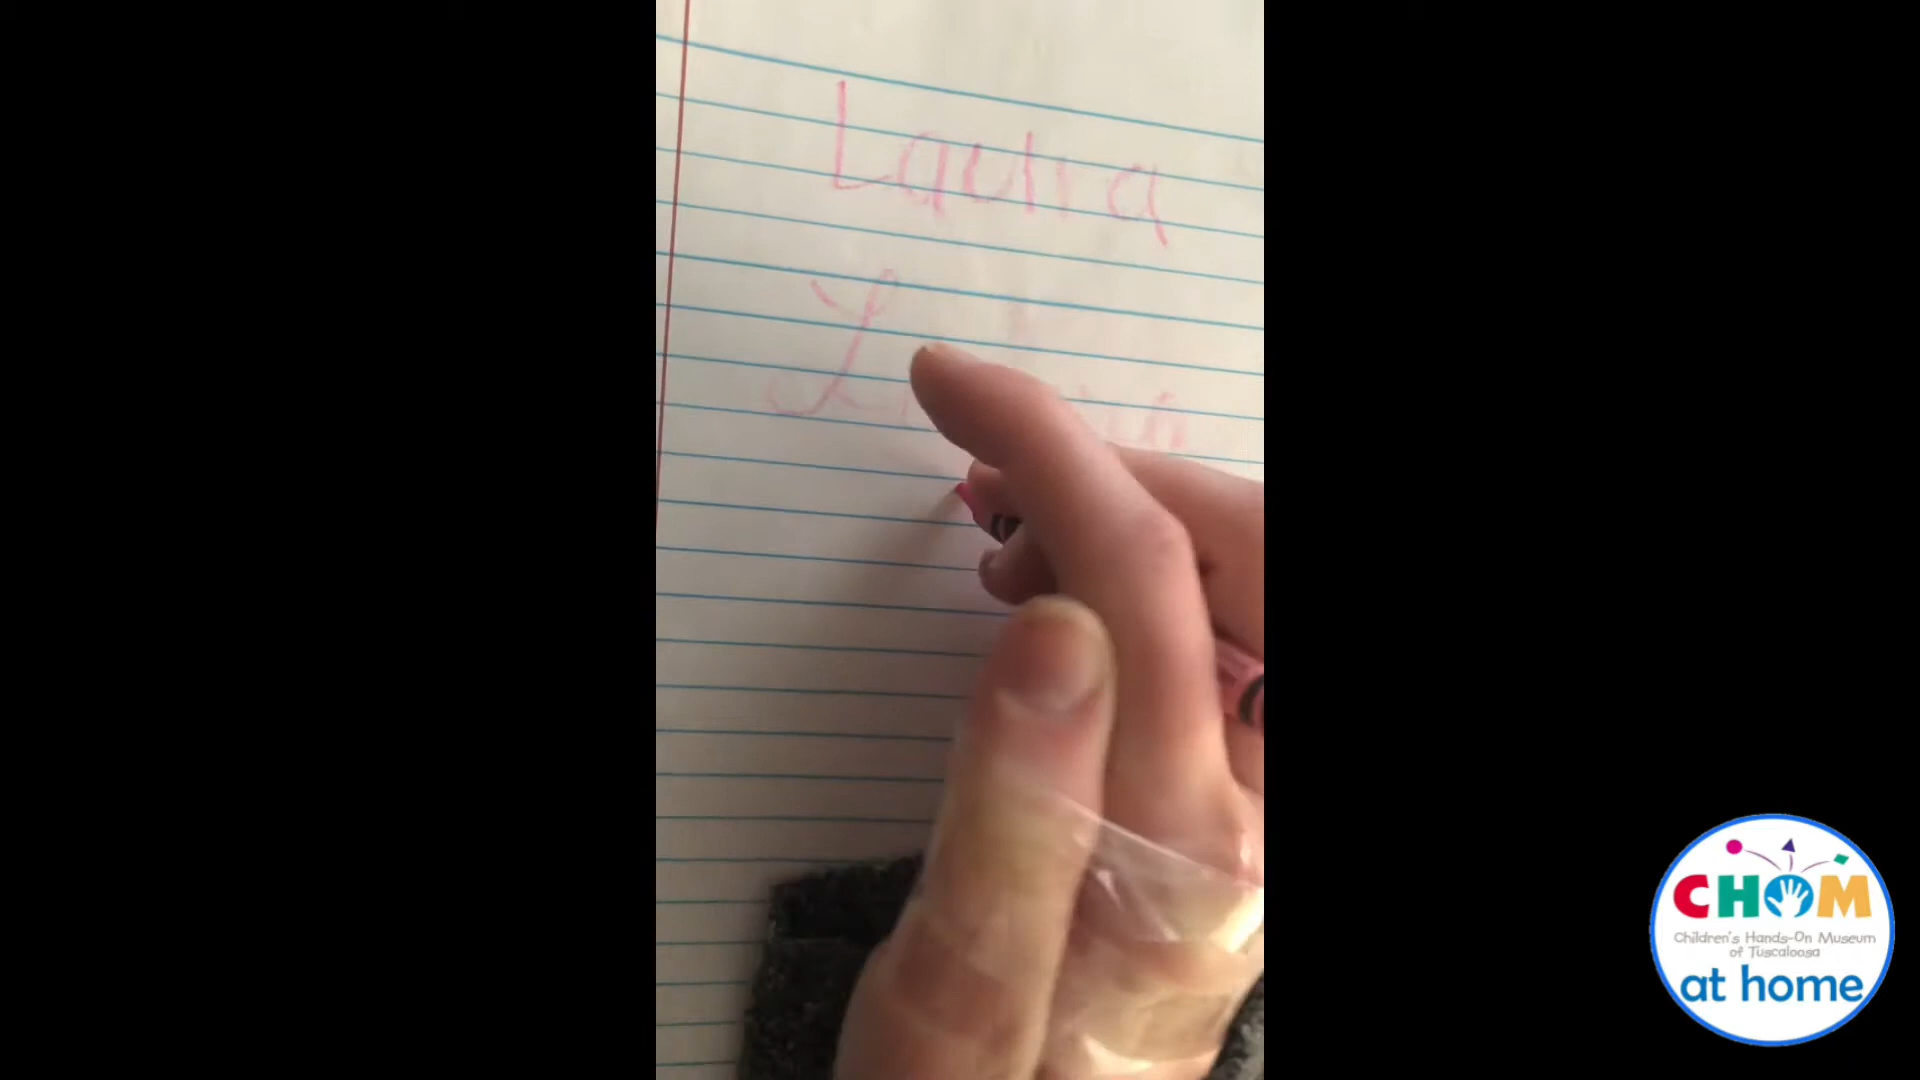 Laura
CHOM
Children's Hands-On Museum
of Tuscaloosa
at home